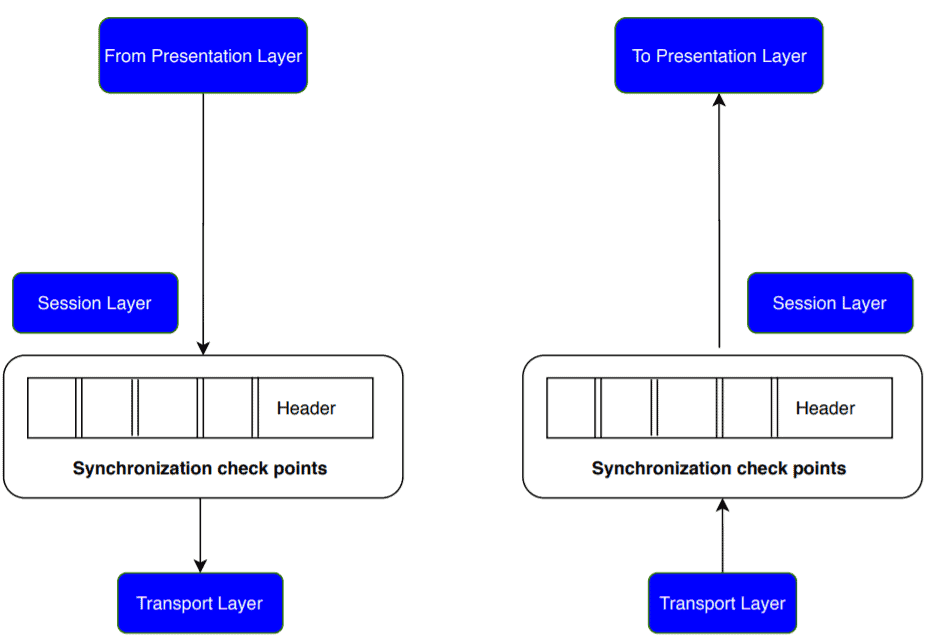 From Presentation Layer
To Presentation Layer
Session Layer
Session Layer
Header
Header
Synchronization check points
Synchronization check points
Transport Layer
Transport Layer